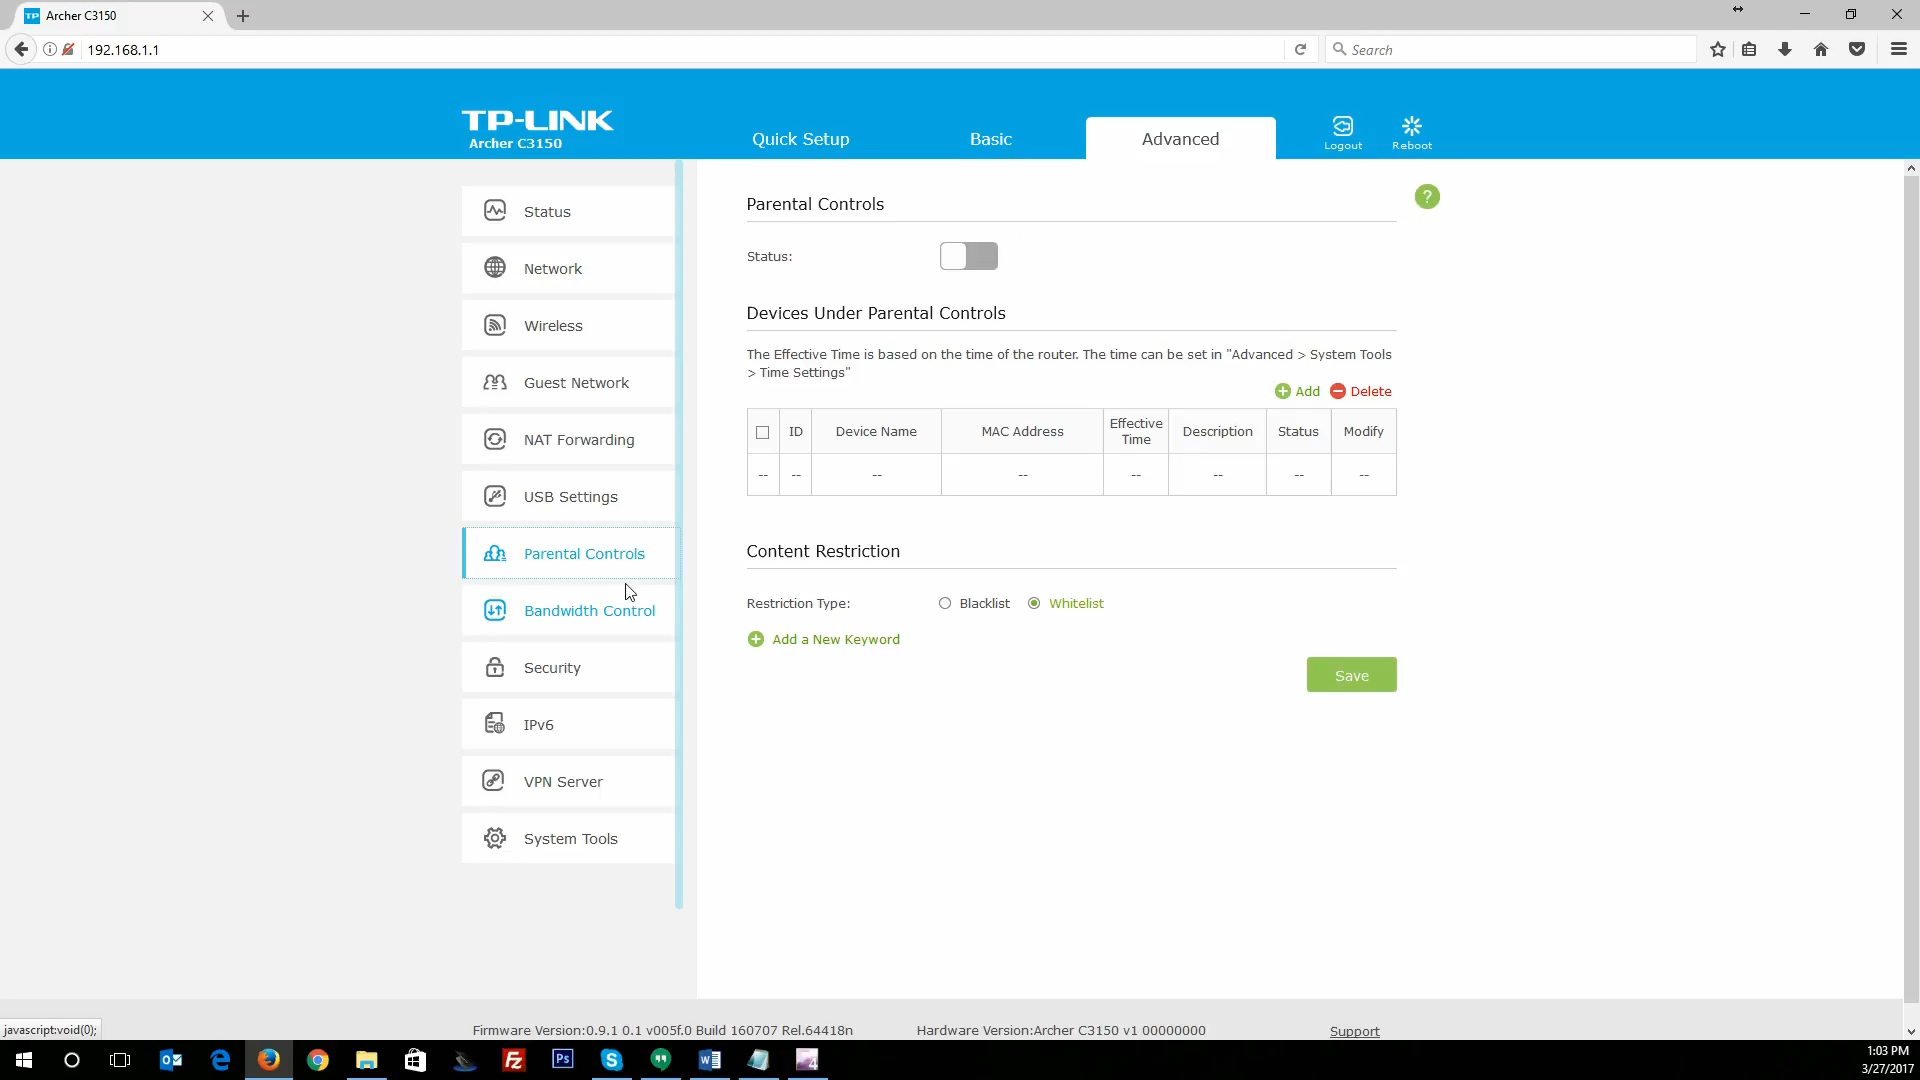 TP Archer C3150
192.168.1.1
Search
TP-LINK
Archer C3150
Quick Setup
Basic
Advanced
Logout
Reboot
Status
Network
Wireless
Guest Network
NAT Forwarding
USB Settings
Parental Controls
Bandwidth Control
Security
IPv6
VPN Server
System Tools
Parental Controls
?
Status:
Devices Under Parental Controls
The Effective Time is based on the time of the router. The time can be set in "Advanced > System Tools
> Time Settings"
Add Delete
ID Device Name MAC Address Effective Time Description Status Modify
-- -- -- -- -- -- -- --
Content Restriction
Restriction Type: Blacklist Whitelist
Add a New Keyword
Save
javascript:void(0);
Firmware Version:0.9.1 0.1 v005f.0 Build 160707 Rel.64418n
Hardware Version:Archer C3150 v1 00000000
Support
1:03 PM
3/27/2017